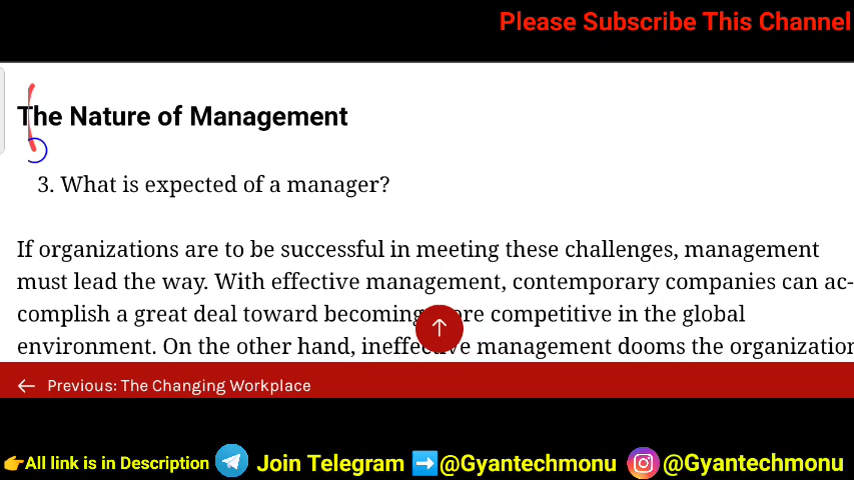 Please Subscribe This Channel
The Nature of Management
3. What is expected of a manager?
If organizations are to be successful in meeting these challenges, management
must lead the way. With effective management, contemporary companies can ac-
complish a great deal toward becoming more competitive in the global
environment. On the other hand, ineffective management dooms the organization
← Previous: The Changing Workplace
👉All link is in Description Join Telegram ➡️@Gyantechmonu @Gyantechmonu